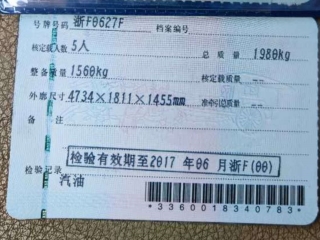 号牌号码 浙F0627F 档案编号
核定载人数 5人 总质量 1980kg
整备质量 1560kg 核定载质量 --
外廓尺寸 4734×1811×1455mm 准牵引总质量 --
备注
检验有效期至2017 年06 月浙F(00)
检验记录
汽油
*3360018340783*